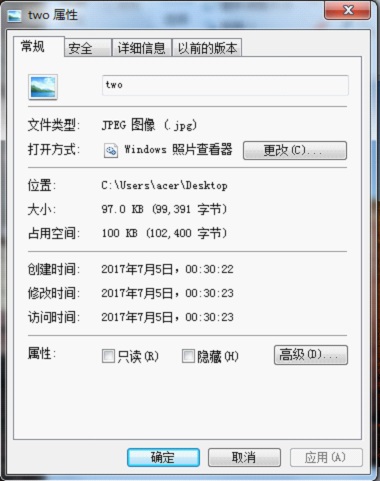 two 属性
常规 安全 详细信息 以前的版本
two
文件类型: JPEG 图像 (.jpg)
打开方式: Windows 照片查看器 更改(C)...
位置: C:\Users\acer\Desktop
大小: 97.0 KB (99,391 字节)
占用空间: 100 KB (102,400 字节)
创建时间: 2017年7月5日，00:30:22
修改时间: 2017年7月5日，00:30:23
访问时间: 2017年7月5日，00:30:23
属性: 只读(R) 隐藏(H) 高级(D)...
确定 取消 应用(A)